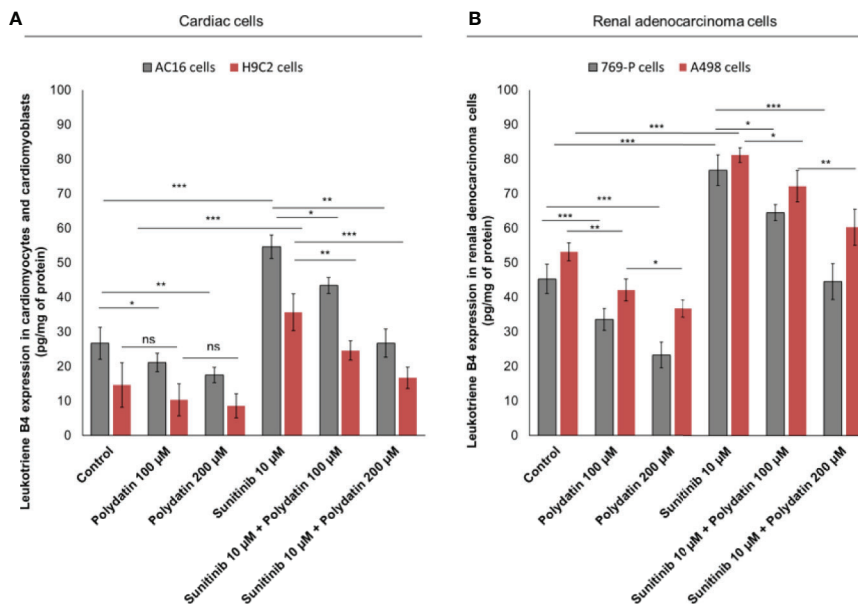 A
Cardiac cells
AC16 cells H9C2 cells
Leukotriene B4 expression in cardiomyocytes and cardiomyoblasts
(pg/mg of protein)
100
90
80
70
60
50
40
30
20
10
0
***
**
*
***
***
**
**
*
ns
ns
Control
Polydatin 100 µM
Polydatin 200 µM
Sunitinib 10 µM
Sunitinib 10 µM + Polydatin 100 µM
Sunitinib 10 µM + Polydatin 200 µM
B
Renal adenocarcinoma cells
769-P cells A498 cells
Leukotriene B4 expression in renala denocarcinoma cells
(pg/mg of protein)
100
90
80
70
60
50
40
30
20
10
0
***
*
***
*
***
**
***
***
**
*
Control
Polydatin 100 µM
Polydatin 200 µM
Sunitinib 10 µM
Sunitinib 10 µM + Polydatin 100 µM
Sunitinib 10 µM + Polydatin 200 µM